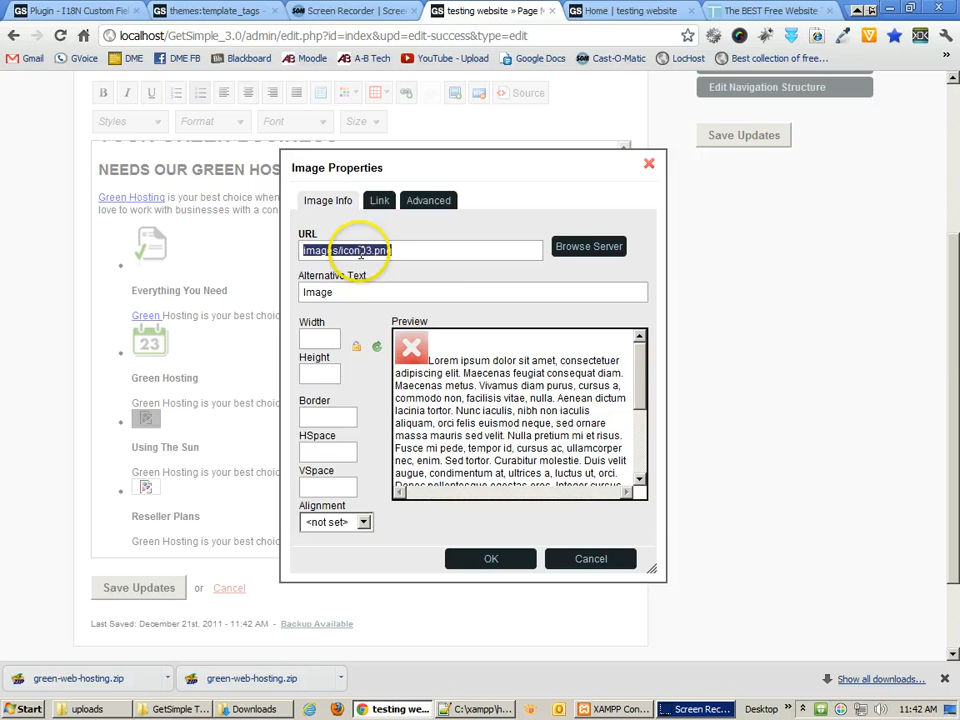 Plugin - I18N Custom Fiel
themes:template_tags
Screen Recorder | Screen
testing website » Page M
Home | testing website
The BEST Free Website
localhost/GetSimple_3.0/admin/edit.php?id=index&upd=edit-success&type=edit
Gmail
GVoice
DME
DME FB
Blackboard
Moodle
A-B Tech
YouTube - Upload
Google Docs
Cast-O-Matic
LocHost
Best collection of free...
Edit Navigation Structure
Save Updates
B I U
Source
Styles
Format
Font
Size
YOUR GREEN BUSINESS
NEEDS OUR GREEN HOST
Green Hosting is your best choice when
love to work with businesses with a con
Everything You Need
Green Hosting is your best choic
23
Green Hosting
Green Hosting is your best choic
Using The Sun
Green Hosting is your best choic
Reseller Plans
Green Hosting is your best choic
Image Properties
Image Info
Link
Advanced
URL
images/icon03.png
Browse Server
Alternative Text
Image
Width
Height
Border
HSpace
VSpace
Alignment
<not set>
Preview
Lorem ipsum dolor sit amet, consectetuer
adipiscing elit. Maecenas feugiat consequat diam.
Maecenas metus. Vivamus diam purus, cursus a,
commodo non, facilisis vitae, nulla. Aenean dictum
lacinia tortor. Nunc iaculis, nibh non iaculis
aliquam, orci felis euismod neque, sed ornare
massa mauris sed velit. Nulla pretium mi et risus.
Fusce mi pede, tempor id, cursus ac, ullamcorper
nec, enim. Sed tortor. Curabitur molestie. Duis velit
augue, condimentum at, ultrices a, luctus ut, orci.
OK
Cancel
Save Updates
or
Cancel
Last Saved: December 21st, 2011 - 11:42 AM
Backup Available
green-web-hosting.zip
green-web-hosting.zip
Show all downloads...
Start
uploads
GetSimple T...
Downloads
testing we...
C:\xampp\h...
XAMPP Con...
Screen Rec...
Desktop
11:42 AM